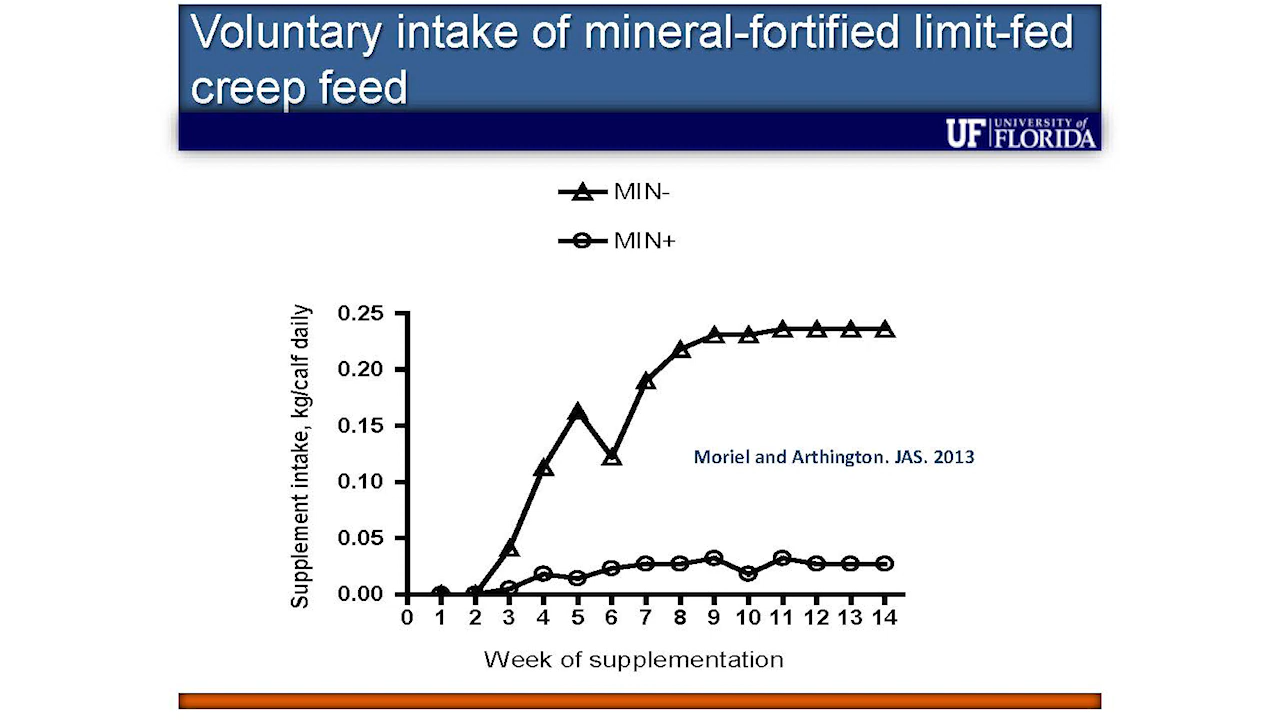 Voluntary intake of mineral-fortified limit-fed
creep feed
UF UNIVERSITY of
FLORIDA
MIN-
MIN+
Supplement intake, kg/calf daily
0.25
0.20
0.15
0.10
0.05
0.00
Moriel and Arthington. JAS. 2013
0 1 2 3 4 5 6 7 8 9 10 11 12 13 14
Week of supplementation